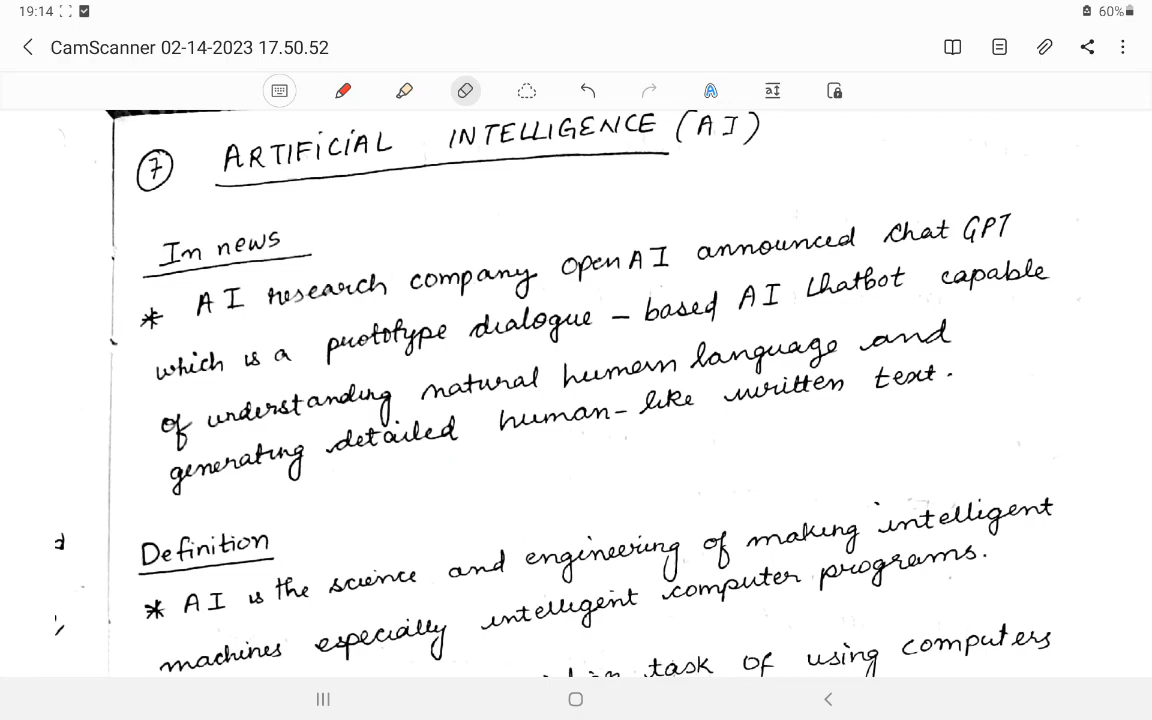 19:14
60%
CamScanner 02-14-2023 17.50.52
7 ARTIFICIAL INTELLIGENCE (AI)
In news
* AI research company open AI announced chat GPT
which is a prototype dialogue - based AI chatbot capable
of understanding natural human language and
generating detailed human-like written text.
Definition
* AI is the science and engineering of making intelligent
machines especially intelligent computer programs.
task of using computers